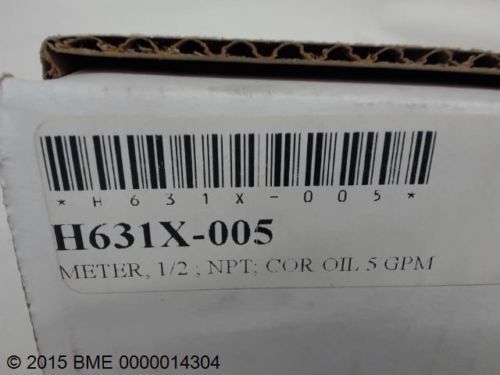 *H631X-005*
H631X-005
METER, 1/2 ; NPT; COR OIL 5 GPM
© 2015 BME 0000014304